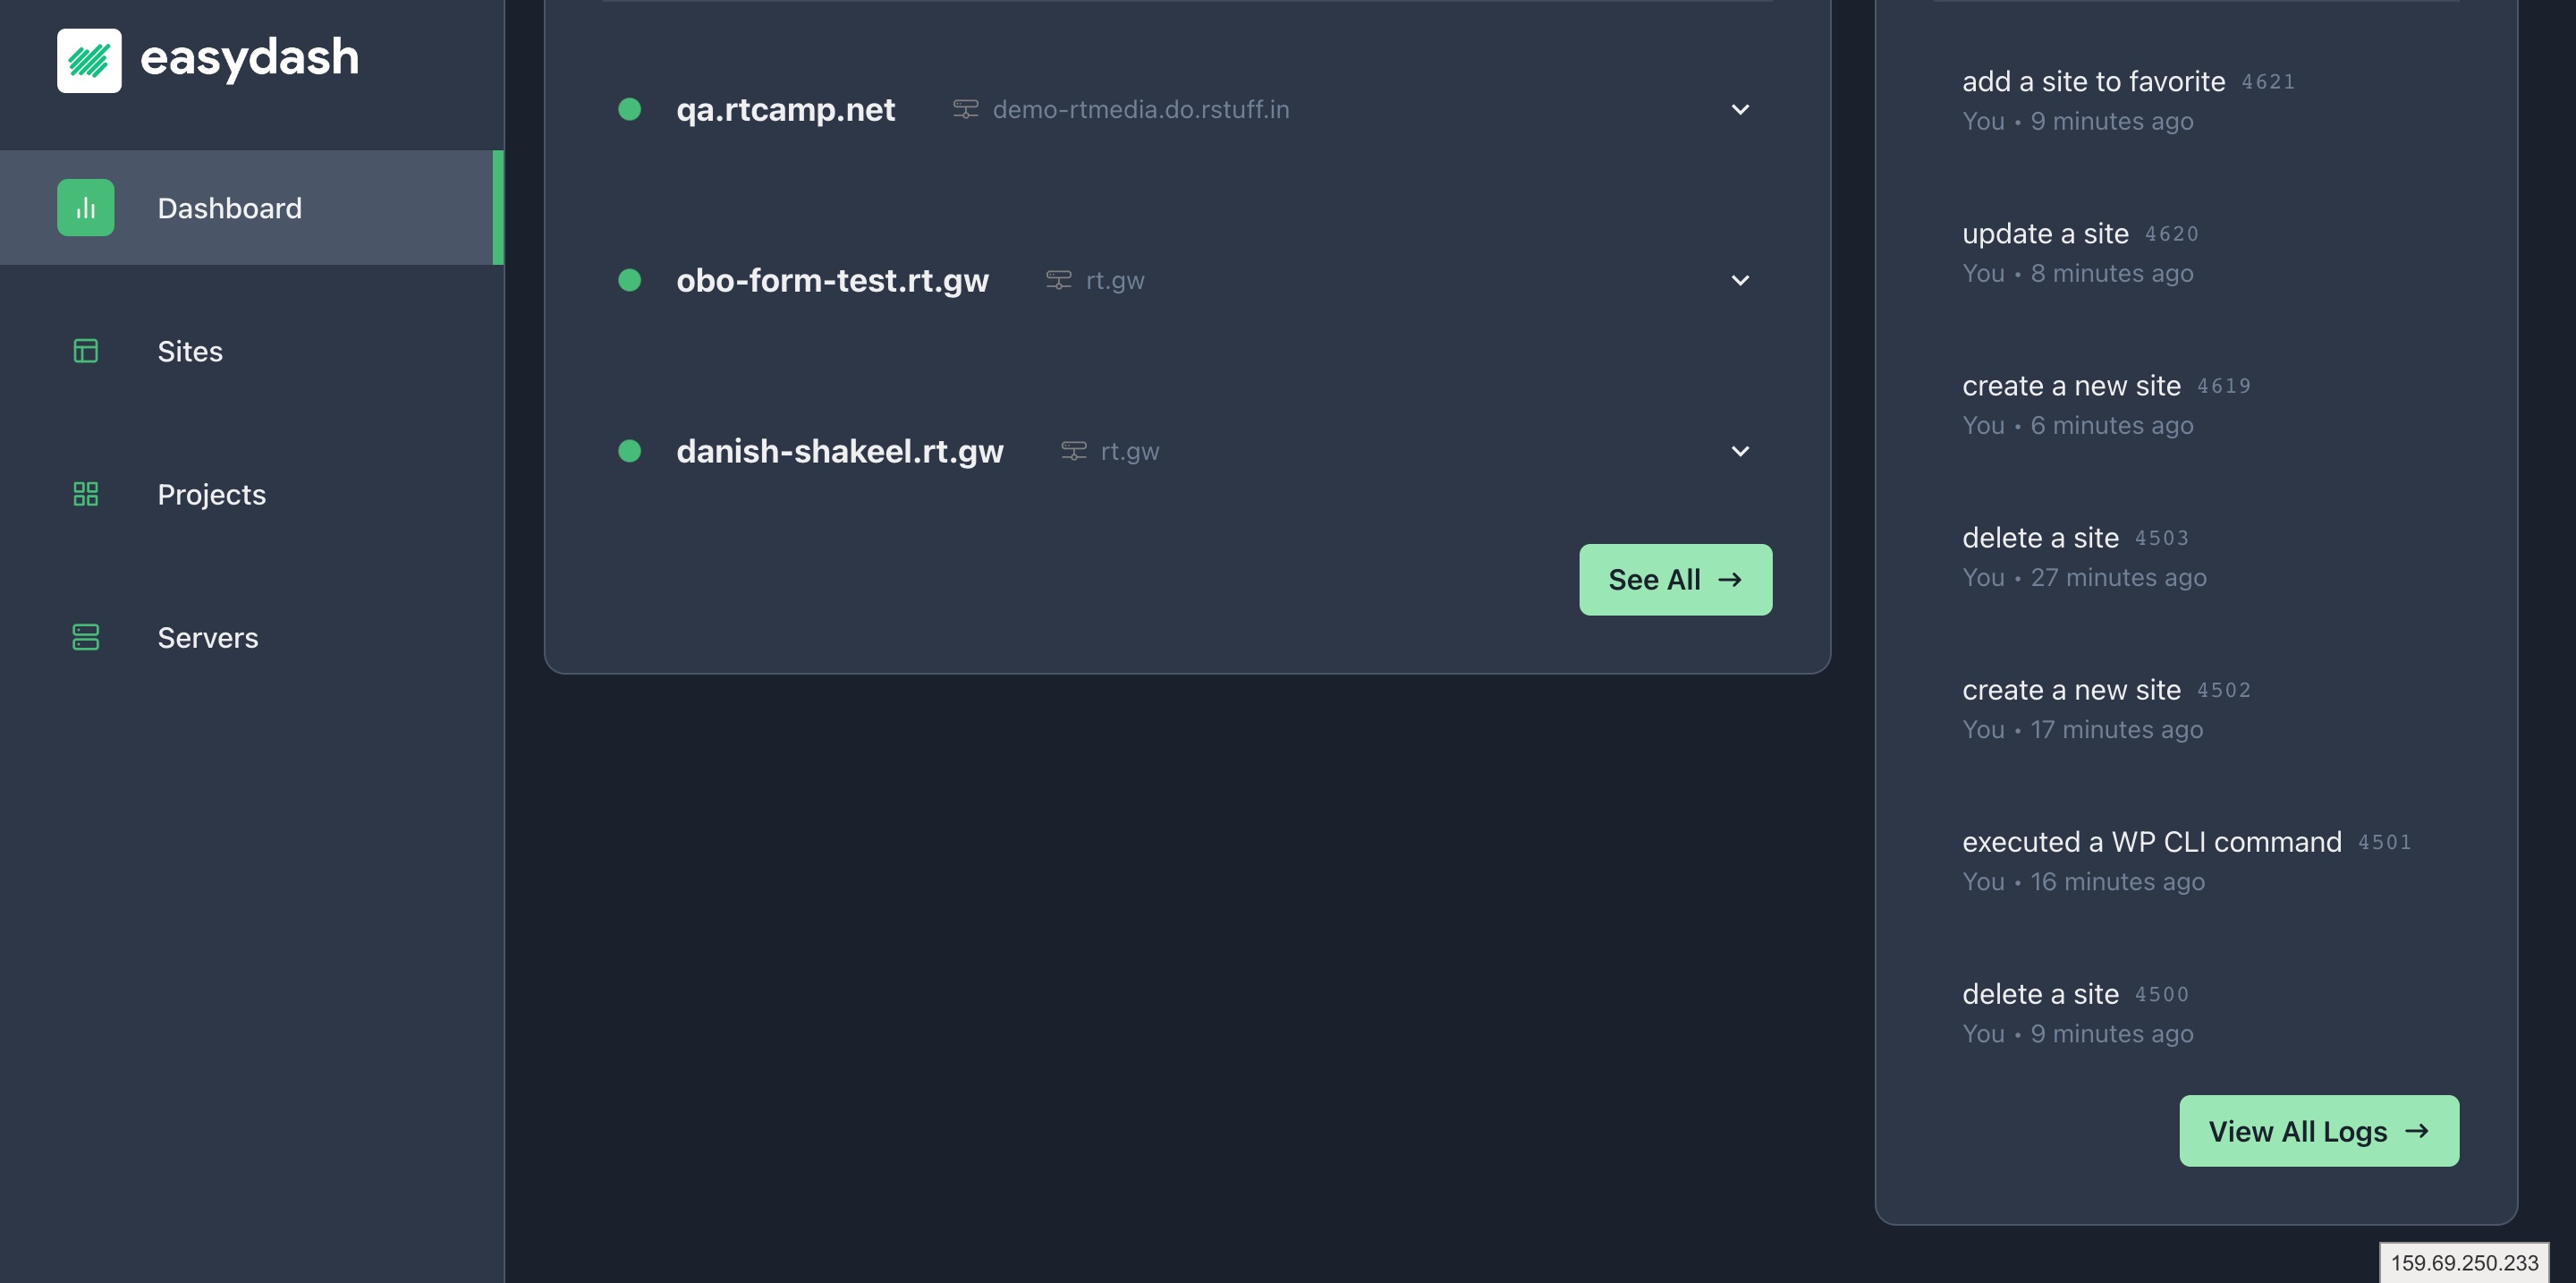 easydash
Dashboard
Sites
Projects
Servers
qa.rtcamp.net demo-rtmedia.do.rstuff.in
obo-form-test.rt.gw rt.gw
danish-shakeel.rt.gw rt.gw
See All →
add a site to favorite 4621
You • 9 minutes ago
update a site 4620
You • 8 minutes ago
create a new site 4619
You • 6 minutes ago
delete a site 4503
You • 27 minutes ago
create a new site 4502
You • 17 minutes ago
executed a WP CLI command 4501
You • 16 minutes ago
delete a site 4500
You • 9 minutes ago
View All Logs →
159.69.250.233